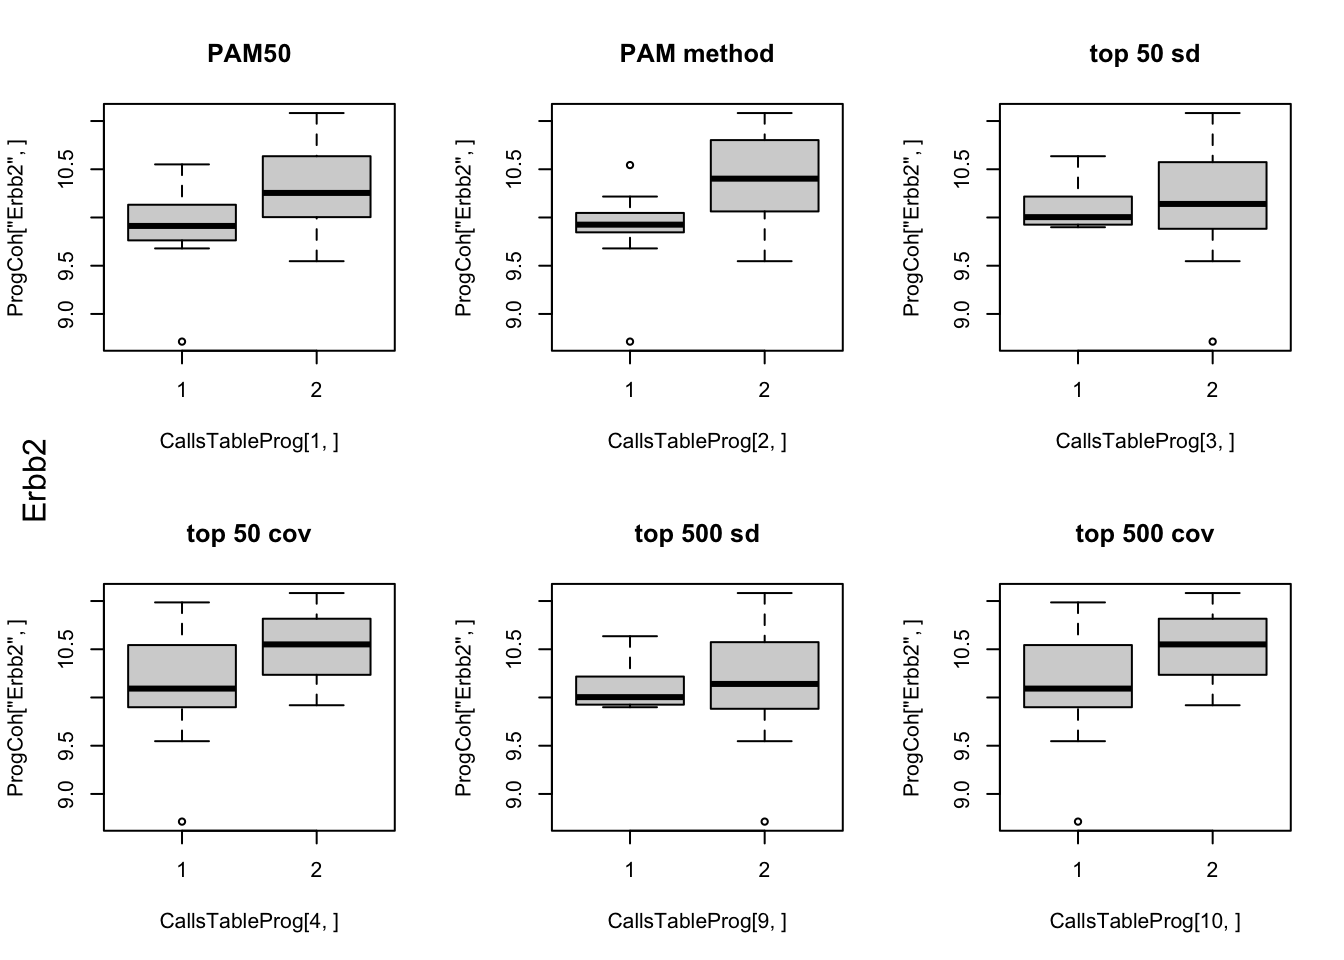 PAM50
PAM method
top 50 sd
ProgCoh["Erbb2", ]
9.0 9.5 10.5
1 2
CallsTableProg[1, ]
ProgCoh["Erbb2", ]
9.0 9.5 10.5
1 2
CallsTableProg[2, ]
ProgCoh["Erbb2", ]
9.0 9.5 10.5
1 2
CallsTableProg[3, ]
Erbb2
top 50 cov
top 500 sd
top 500 cov
ProgCoh["Erbb2", ]
9.0 9.5 10.5
1 2
CallsTableProg[4, ]
ProgCoh["Erbb2", ]
9.0 9.5 10.5
1 2
CallsTableProg[9, ]
ProgCoh["Erbb2", ]
9.0 9.5 10.5
1 2
CallsTableProg[10, ]